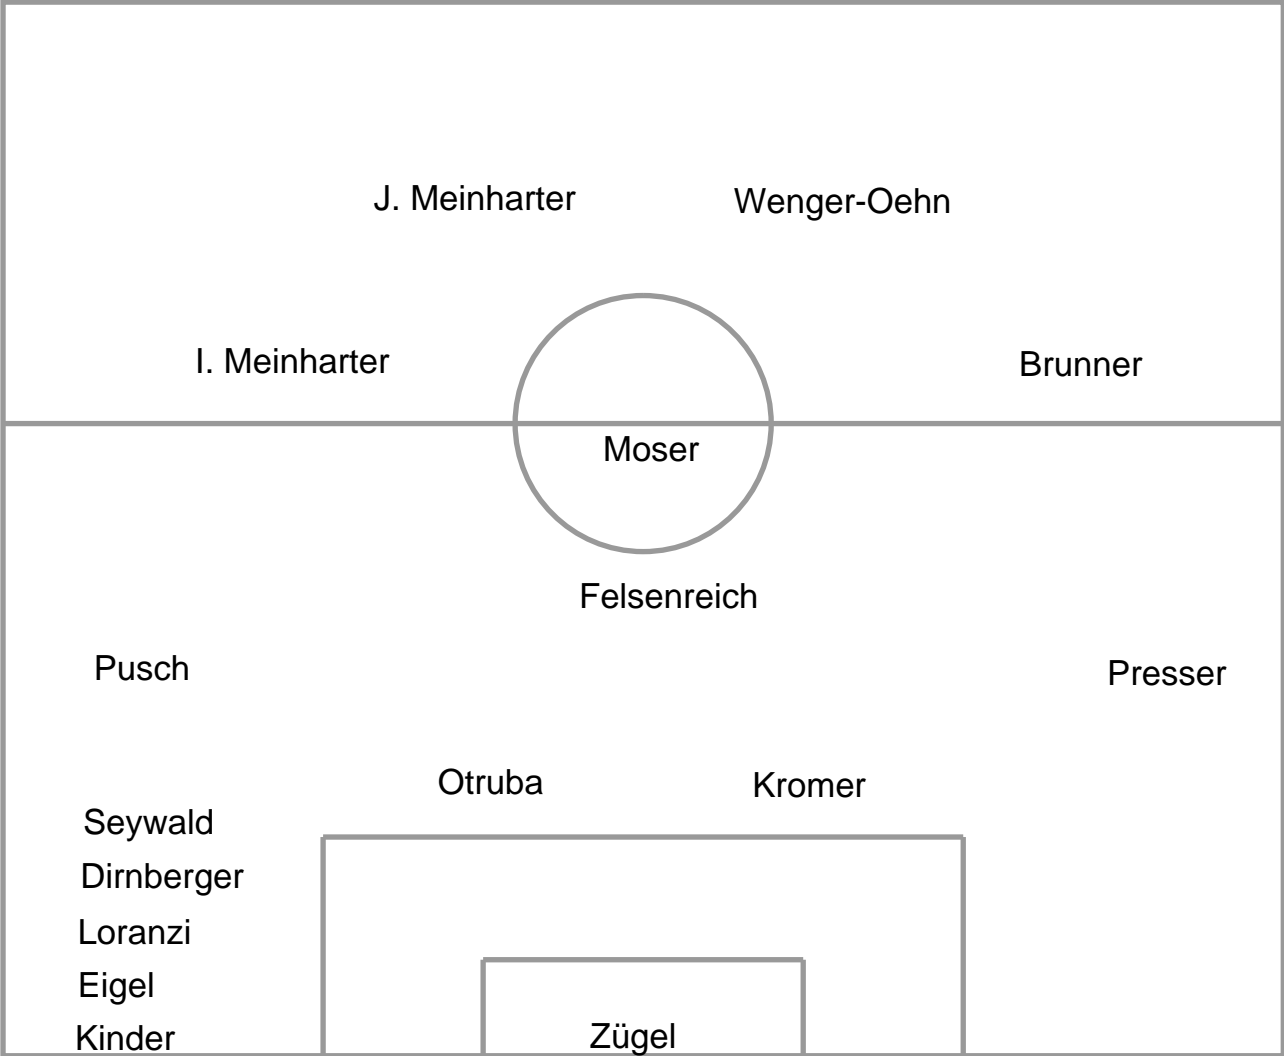 J. Meinharter
Wenger-Oehn
I. Meinharter
Brunner
Moser
Felsenreich
Pusch
Presser
Otruba
Kromer
Seywald
Dirnberger
Loranzi
Eigel
Kinder
Zügel